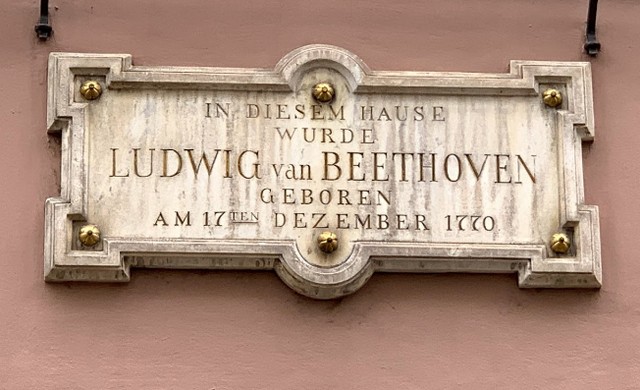 IN DIESEM HAUSE
WURDE
LUDWIG van BEETHOVEN
GEBOREN
AM 17TEN DEZEMBER 1770.